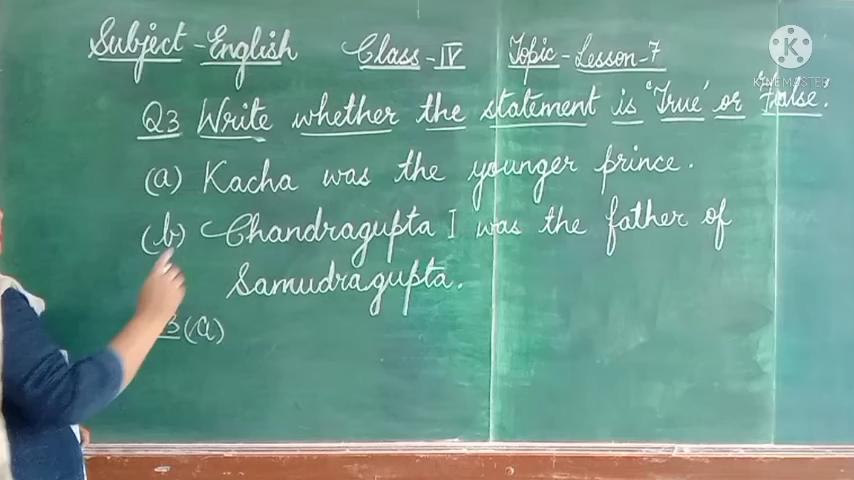 Subject - English Class - IV Topic - Lesson - 7
KINEMASTER
Q3 Write whether the statement is 'True' or False.
(a) Kacha was the younger prince.
(b) Chandragupta I was the father of
Samudragupta.
3 (a)